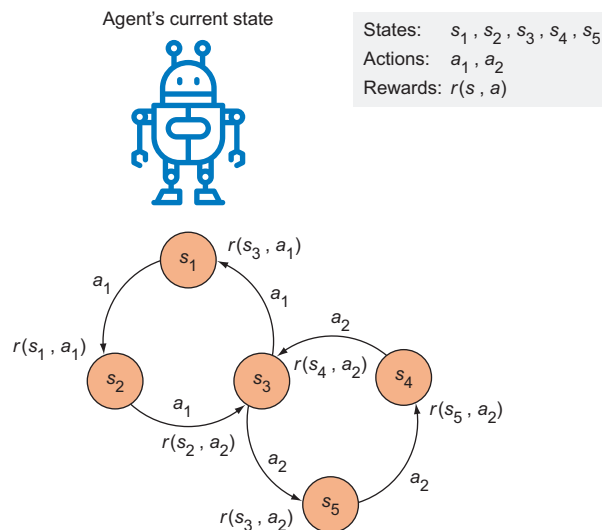 Agent's current state
States: s1 , s2 , s3 , s4 , s5
Actions: a1 , a2
Rewards: r(s , a)
s1
r(s3 , a1)
a1
a1
a2
r(s1 , a1)
r(s4 , a2)
s2
s3
s4
a1
r(s5 , a2)
r(s2 , a2)
a2
a2
s5
r(s3 , a2)